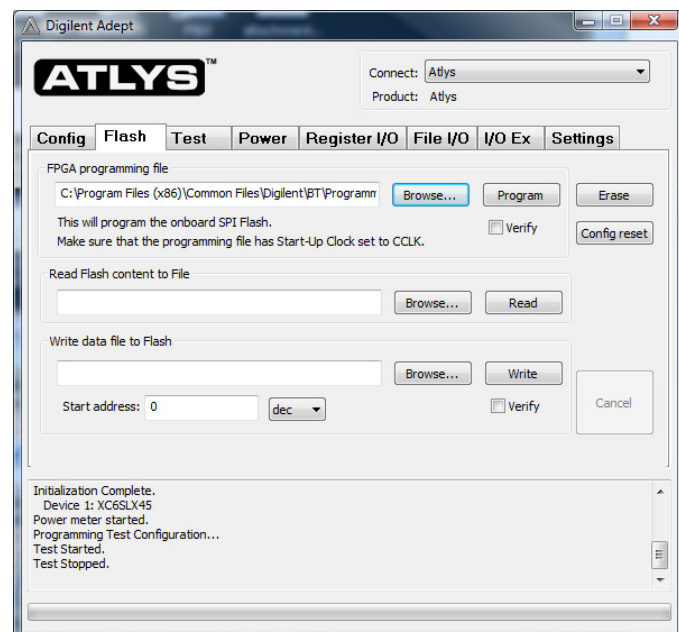 Digilent Adept
ATLYS™
Connect: Atlys
Product: Atlys
Config Flash Test Power Register I/O File I/O I/O Ex Settings
FPGA programming file
C:\Program Files (x86)\Common Files\Digilent\BT\Programm Browse... Program Erase
This will program the onboard SPI Flash.
Make sure that the programming file has Start-Up Clock set to CCLK.
Verify
Config reset
Read Flash content to File
Browse... Read
Write data file to Flash
Browse... Write
Start address: 0 dec Verify
Cancel
Initialization Complete.
Device 1: XC6SLX45
Power meter started.
Programming Test Configuration...
Test Started.
Test Stopped.